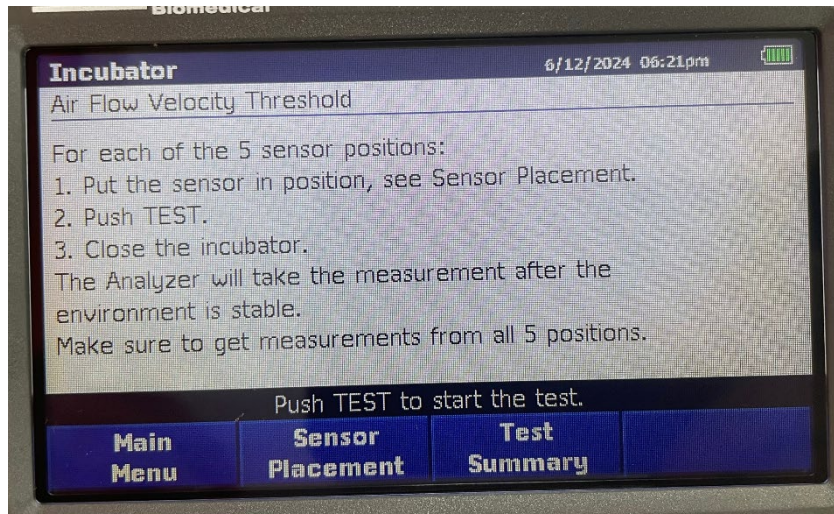 Biomedical
Incubator
6/12/2024 06:21pm
Air Flow Velocity Threshold
For each of the 5 sensor positions:
1. Put the sensor in position, see Sensor Placement.
2. Push TEST.
3. Close the incubator.
The Analyzer will take the measurement after the
environment is stable.
Make sure to get measurements from all 5 positions.
Push TEST to start the test.
Main
Menu
Sensor
Placement
Test
Summary